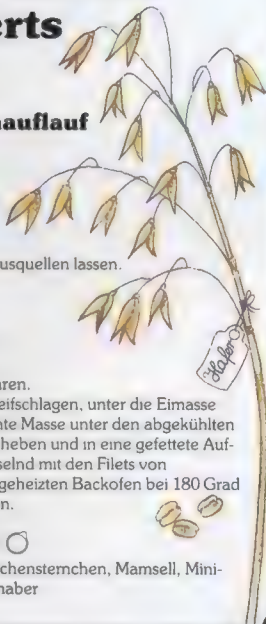 erts
auflauf
usquellen lassen.
Hafer
ren.
eifschlagen, unter die Eimasse
nte Masse unter den abgekühlten
heben und in eine gefettete Auf-
selnd mit den Filets von
geheizten Backofen bei 180 Grad
n.
chensternchen, Mamsell, Mini-
haber